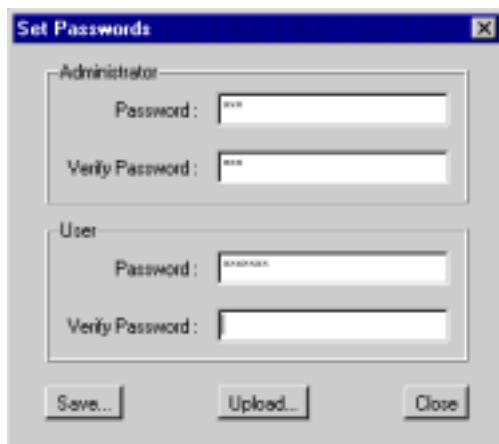 Set Passwords
Administrator
Password : ***
Verify Password : ***
User
Password : *******
Verify Password :
Save... Upload... Close